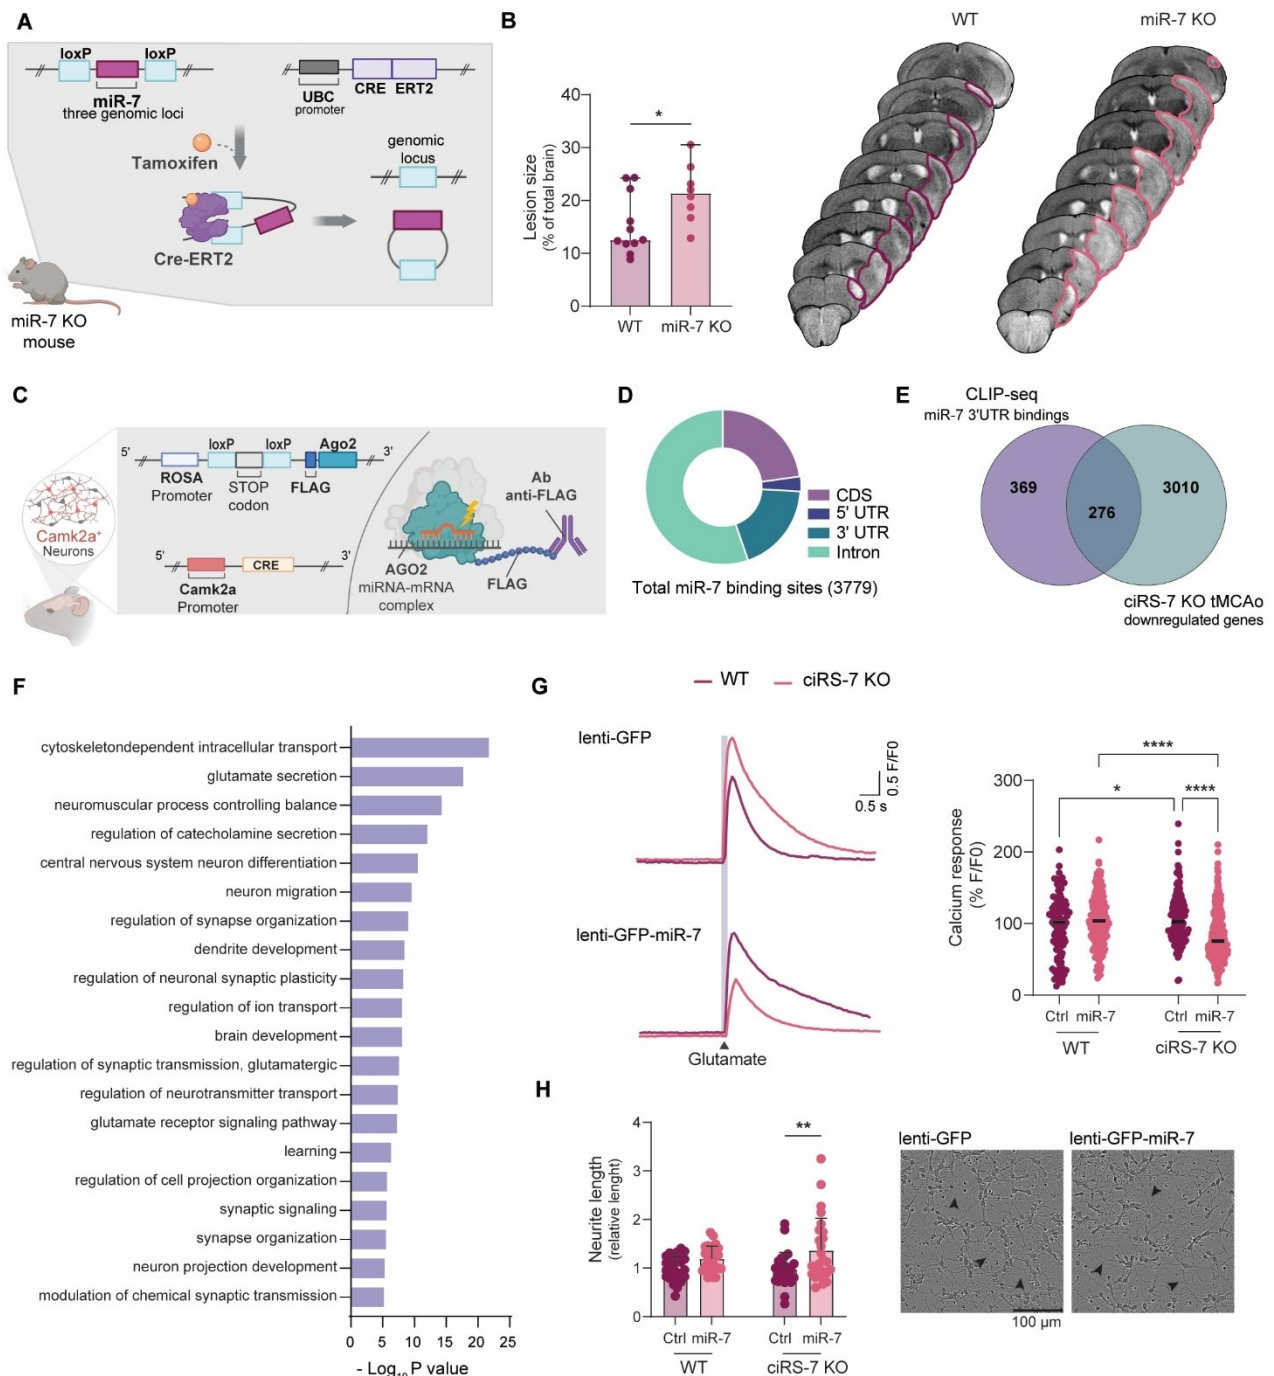 A
loxP
loxP
miR-7
three genomic loci
UBC
promoter
CRE
ERT2
Tamoxifen
genomic
locus
Cre-ERT2
miR-7 KO
mouse
B
WT
miR-7 KO
Lesion size
(% of total brain)
40
30
20
10
0
*
WT
miR-7 KO
C
5'
loxP
loxP
Ago2
3'
ROSA
Promoter
STOP
codon
FLAG
Camk2a+
Neurons
5'
CRE
3'
Camk2a
Promoter
Ab
anti-FLAG
AGO2
miRNA-mRNA
complex
FLAG
D
CDS
5' UTR
3' UTR
Intron
Total miR-7 binding sites (3779)
E
CLIP-seq
miR-7 3'UTR bindings
369
276
3010
ciRS-7 KO tMCAo
downregulated genes
F
cytoskeletondependent intracellular transport
glutamate secretion
neuromuscular process controlling balance
regulation of catecholamine secretion
central nervous system neuron differentiation
neuron migration
regulation of synapse organization
dendrite development
regulation of neuronal synaptic plasticity
regulation of ion transport
brain development
regulation of synaptic transmission, glutamatergic
regulation of neurotransmitter transport
glutamate receptor signaling pathway
learning
regulation of cell projection organization
synaptic signaling
synapse organization
neuron projection development
modulation of chemical synaptic transmission
0 5 10 15 20 25
- Log10P value
G
WT
ciRS-7 KO
lenti-GFP
0.5 F/F0
0.5 s
lenti-GFP-miR-7
Glutamate
Calcium response
(% F/F0)
300
200
100
0
****
*
****
Ctrl miR-7
Ctrl miR-7
WT
ciRS-7 KO
H
Neurite length
(relative lenght)
4
3
2
1
0
**
Ctrl miR-7
Ctrl miR-7
WT
ciRS-7 KO
lenti-GFP
lenti-GFP-miR-7
100 µm